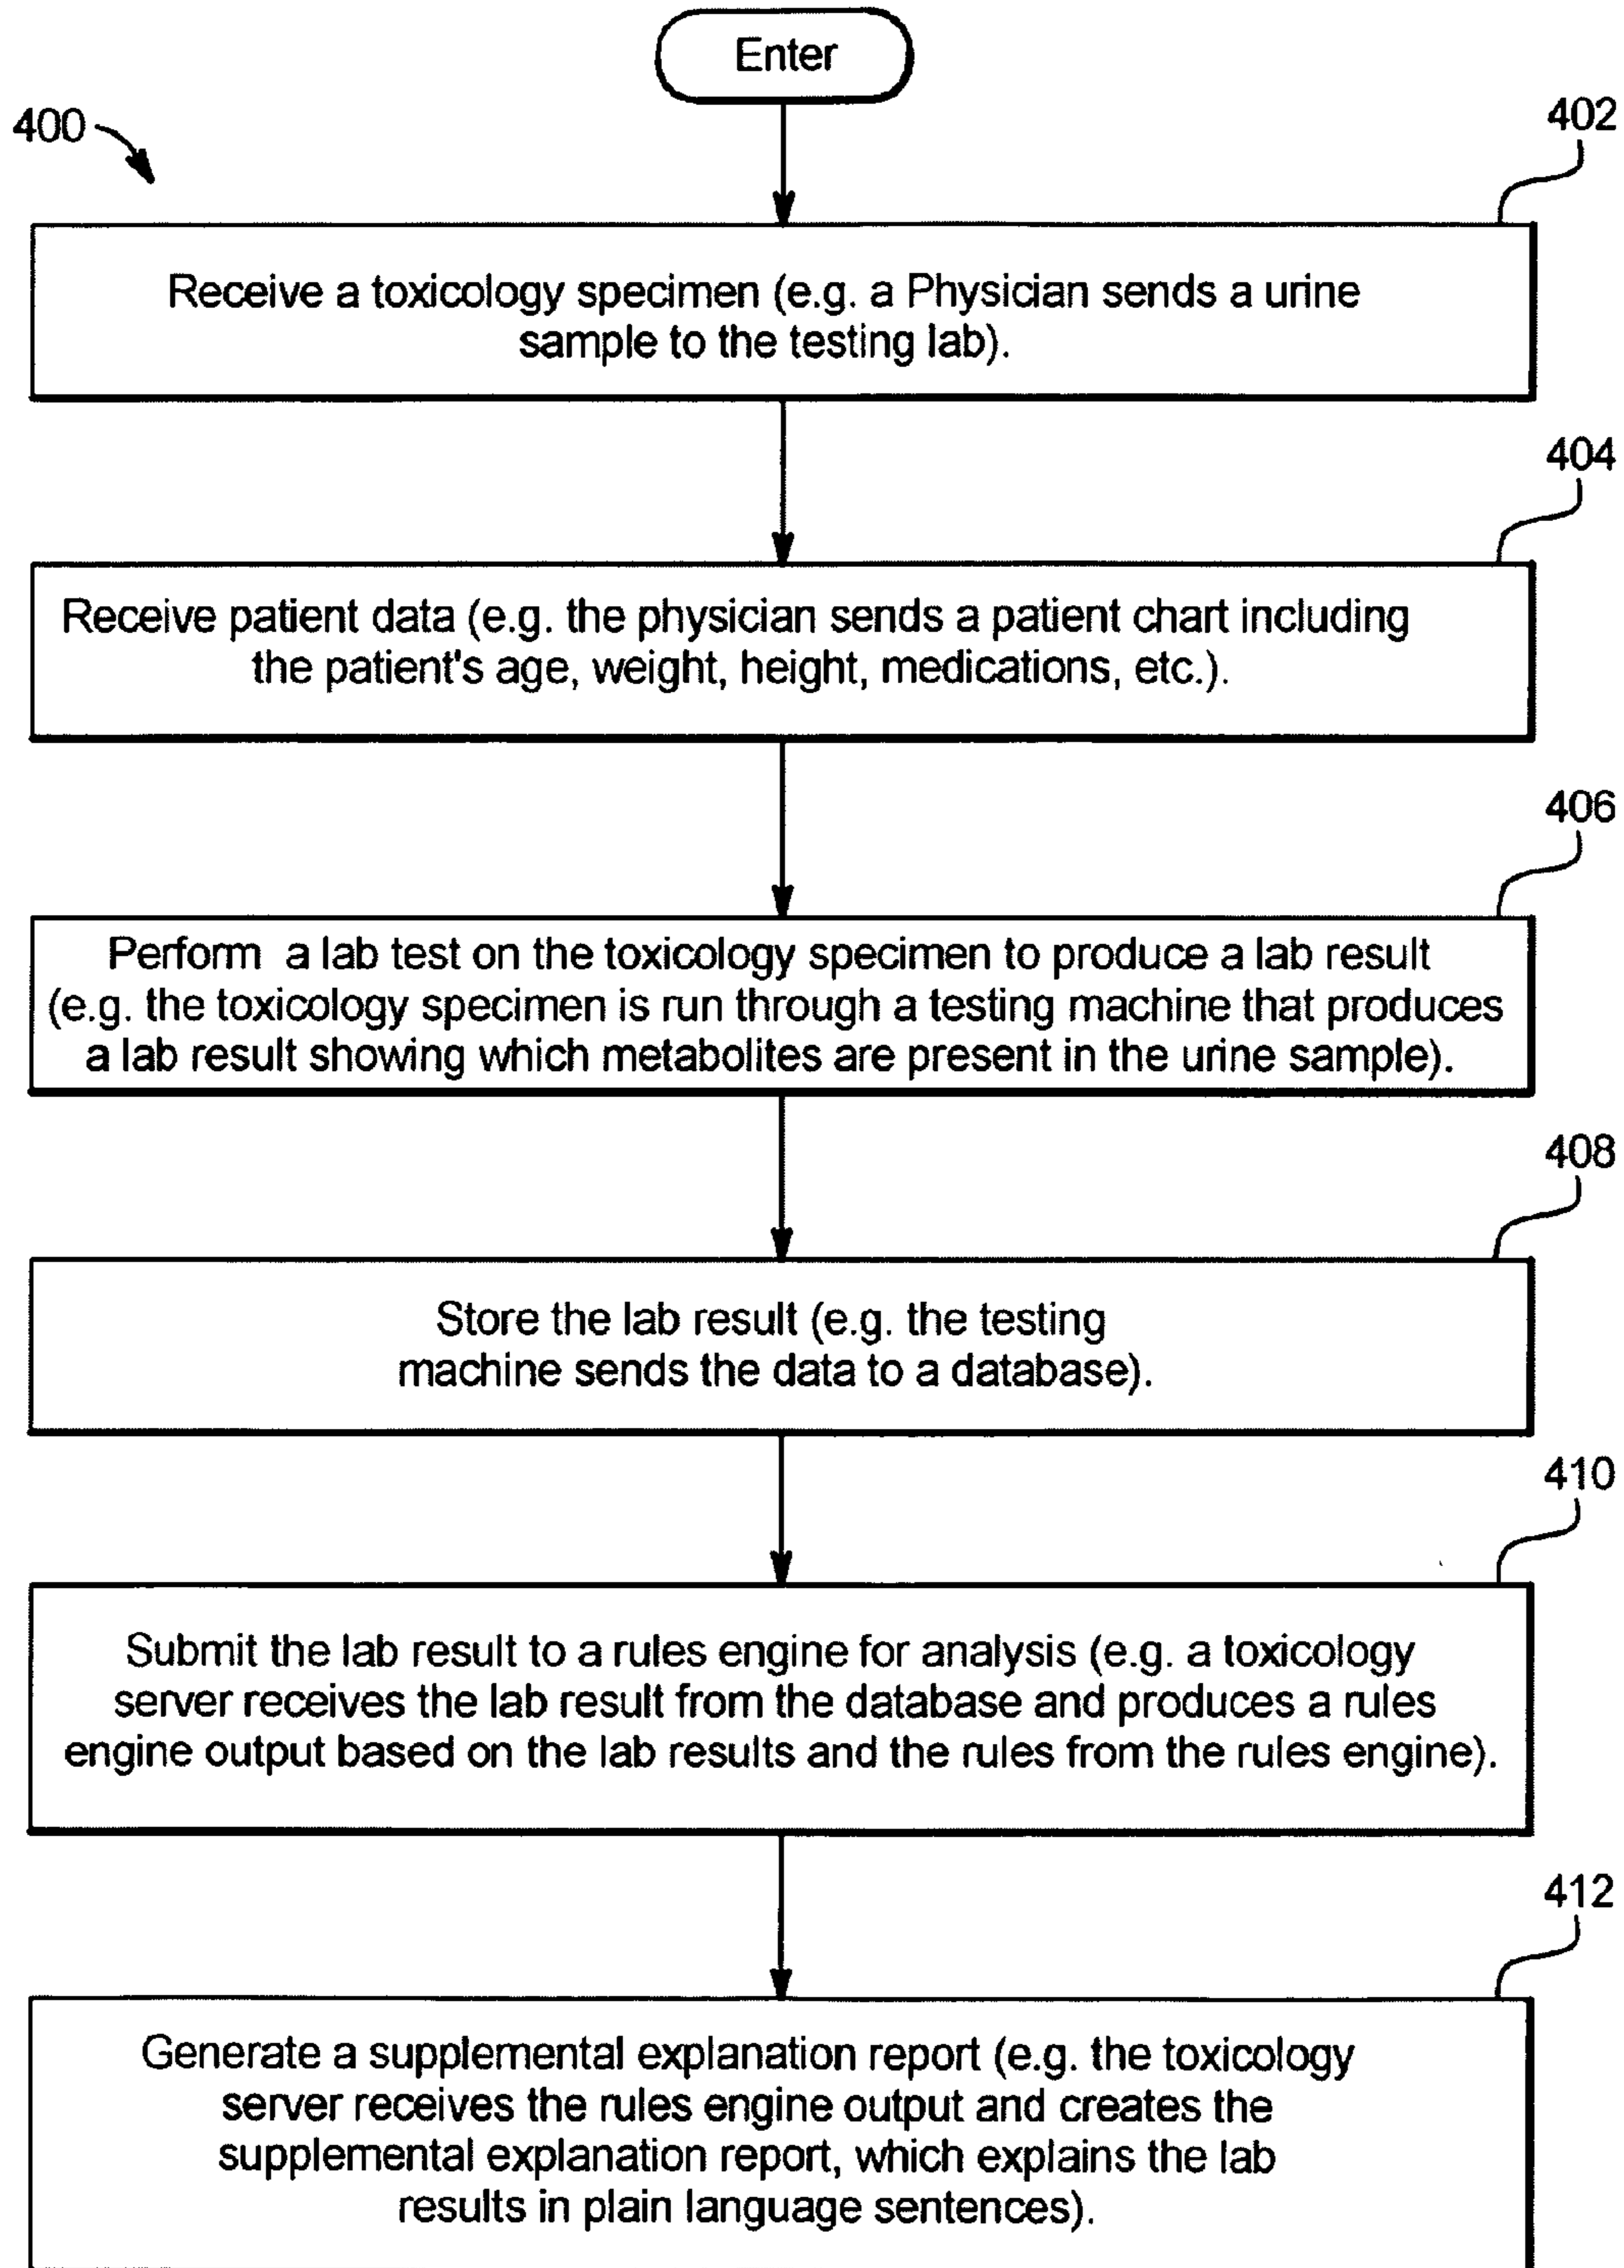 Enter
400
402
Receive a toxicology specimen (e.g. a Physician sends a urine
sample to the testing lab).
404
Receive patient data (e.g. the physician sends a patient chart including
the patient's age, weight, height, medications, etc.).
406
Perform a lab test on the toxicology specimen to produce a lab result
(e.g. the toxicology specimen is run through a testing machine that produces
a lab result showing which metabolites are present in the urine sample).
408
Store the lab result (e.g. the testing
machine sends the data to a database).
410
Submit the lab result to a rules engine for analysis (e.g. a toxicology
server receives the lab result from the database and produces a rules
engine output based on the lab results and the rules from the rules engine).
412
Generate a supplemental explanation report (e.g. the toxicology
server receives the rules engine output and creates the
supplemental explanation report, which explains the lab
results in plain language sentences).